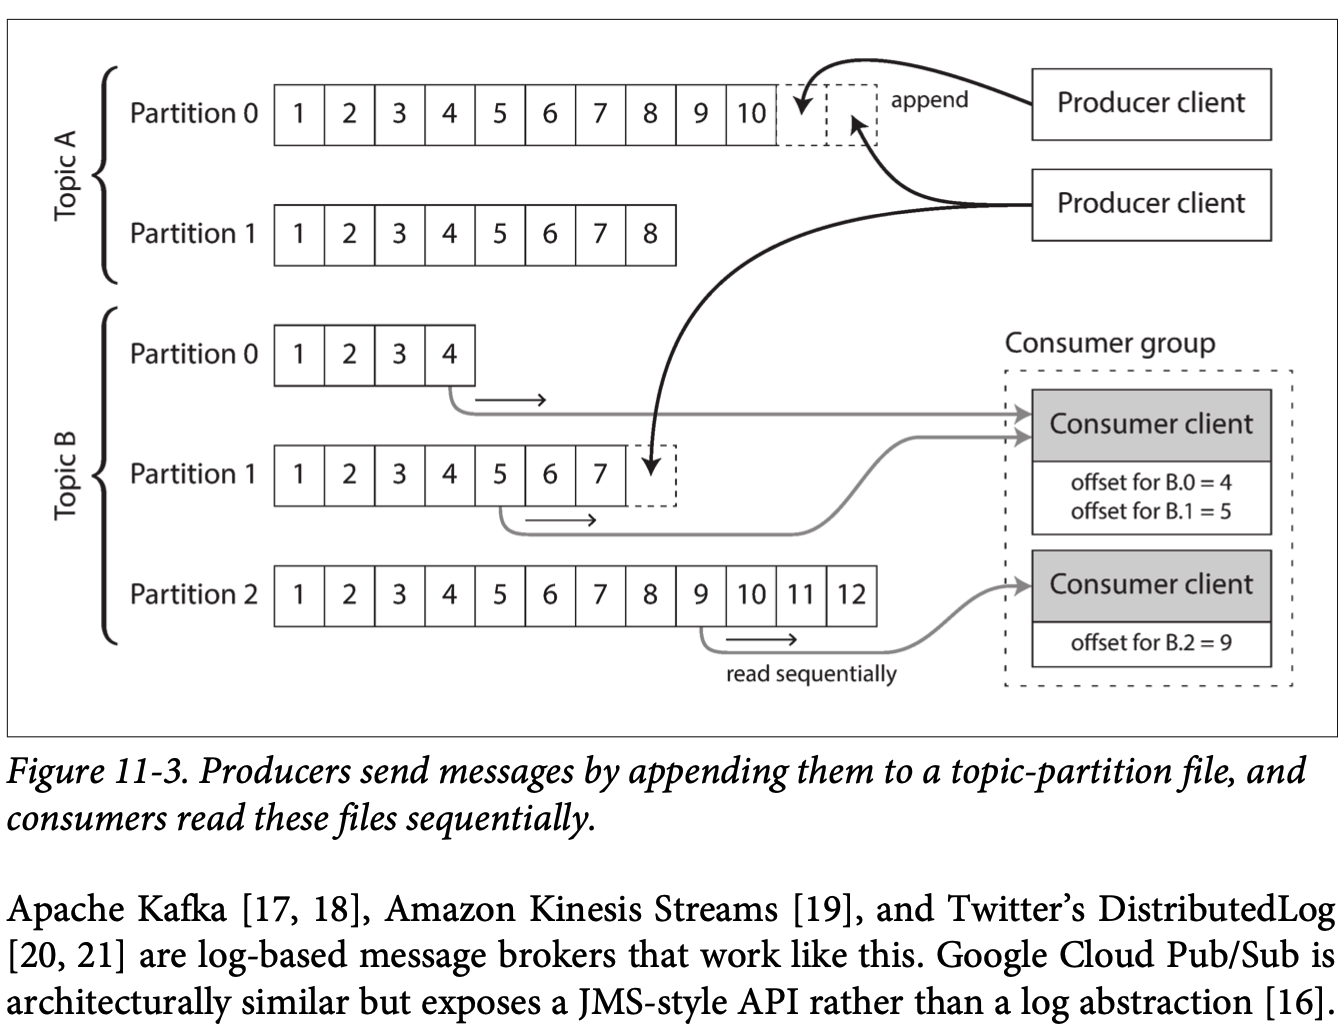 Topic A
Partition 0 1 2 3 4 5 6 7 8 9 10 append
Partition 1 1 2 3 4 5 6 7 8
Producer client
Producer client
Topic B
Partition 0 1 2 3 4
Partition 1 1 2 3 4 5 6 7
Partition 2 1 2 3 4 5 6 7 8 9 10 11 12
read sequentially
Consumer group
Consumer client
offset for B.0 = 4
offset for B.1 = 5
Consumer client
offset for B.2 = 9
Figure 11-3. Producers send messages by appending them to a topic-partition file, and
consumers read these files sequentially.
Apache Kafka [17, 18], Amazon Kinesis Streams [19], and Twitter’s DistributedLog
[20, 21] are log-based message brokers that work like this. Google Cloud Pub/Sub is
architecturally similar but exposes a JMS-style API rather than a log abstraction [16].